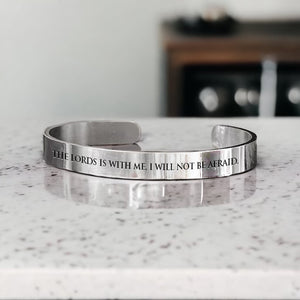 The Lords is with me. I will not be afraid.